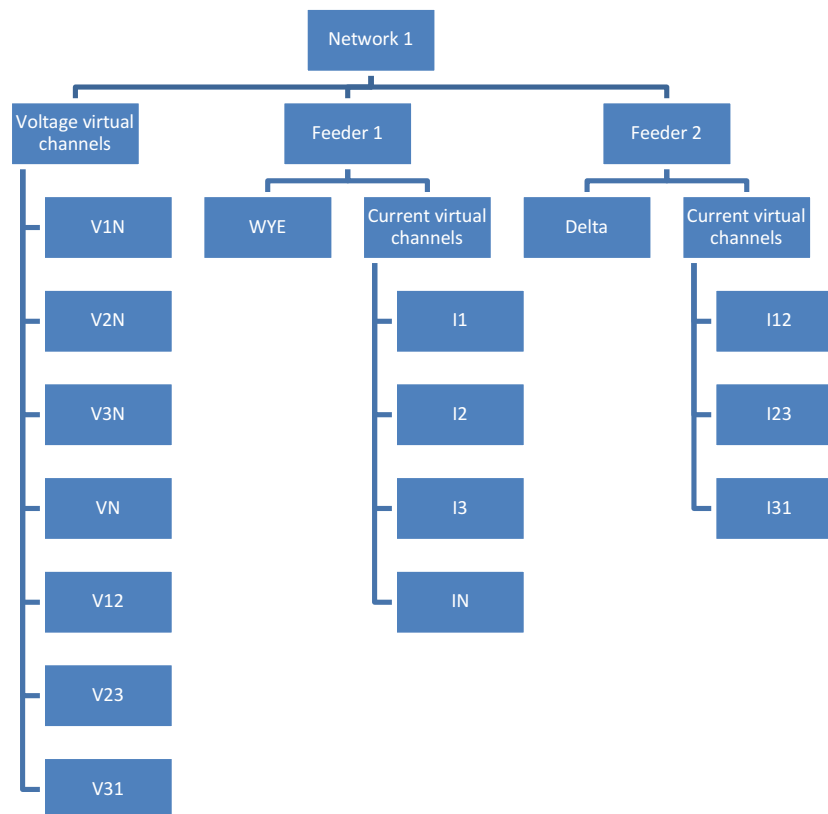 Network 1
Voltage virtual
channels
Feeder 1
Feeder 2
V1N
WYE
Current virtual
channels
Delta
Current virtual
channels
V2N
I1
I12
V3N
I2
I23
VN
I3
I31
V12
IN
V23
V31